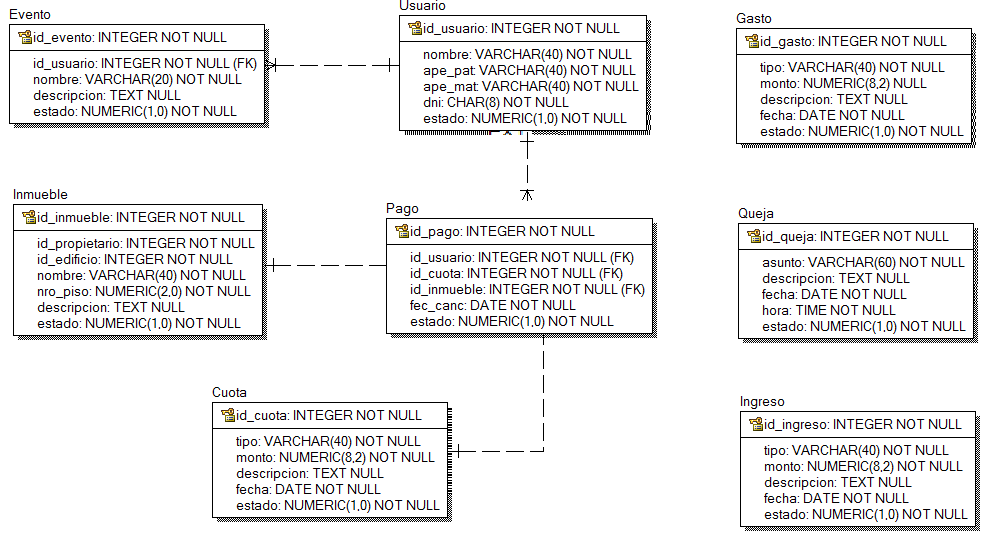 Evento
id_evento: INTEGER NOT NULL
id_usuario: INTEGER NOT NULL (FK)
nombre: VARCHAR(20) NOT NULL
descripcion: TEXT NULL
estado: NUMERIC(1,0) NOT NULL
Usuario
id_usuario: INTEGER NOT NULL
nombre: VARCHAR(40) NOT NULL
ape_pat: VARCHAR(40) NOT NULL
ape_mat: VARCHAR(40) NOT NULL
dni: CHAR(8) NOT NULL
estado: NUMERIC(1,0) NOT NULL
Gasto
id_gasto: INTEGER NOT NULL
tipo: VARCHAR(40) NOT NULL
monto: NUMERIC(8,2) NOT NULL
descripcion: TEXT NULL
fecha: DATE NOT NULL
estado: NUMERIC(1,0) NOT NULL
Inmueble
id_inmueble: INTEGER NOT NULL
id_propietario: INTEGER NOT NULL
id_edificio: INTEGER NOT NULL
nombre: VARCHAR(40) NOT NULL
nro_piso: NUMERIC(2,0) NOT NULL
descripcion: TEXT NULL
estado: NUMERIC(1,0) NOT NULL
Pago
id_pago: INTEGER NOT NULL
id_usuario: INTEGER NOT NULL (FK)
id_cuota: INTEGER NOT NULL (FK)
id_inmueble: INTEGER NOT NULL (FK)
fec_canc: DATE NOT NULL
estado: NUMERIC(1,0) NOT NULL
Queja
id_queja: INTEGER NOT NULL
asunto: VARCHAR(60) NOT NULL
descripcion: TEXT NULL
fecha: DATE NOT NULL
hora: TIME NOT NULL
estado: NUMERIC(1,0) NOT NULL
Cuota
id_cuota: INTEGER NOT NULL
tipo: VARCHAR(40) NOT NULL
monto: NUMERIC(8,2) NOT NULL
descripcion: TEXT NULL
fecha: DATE NOT NULL
estado: NUMERIC(1,0) NOT NULL
Ingreso
id_ingreso: INTEGER NOT NULL
tipo: VARCHAR(40) NOT NULL
monto: NUMERIC(8,2) NOT NULL
descripcion: TEXT NULL
fecha: DATE NOT NULL
estado: NUMERIC(1,0) NOT NULL